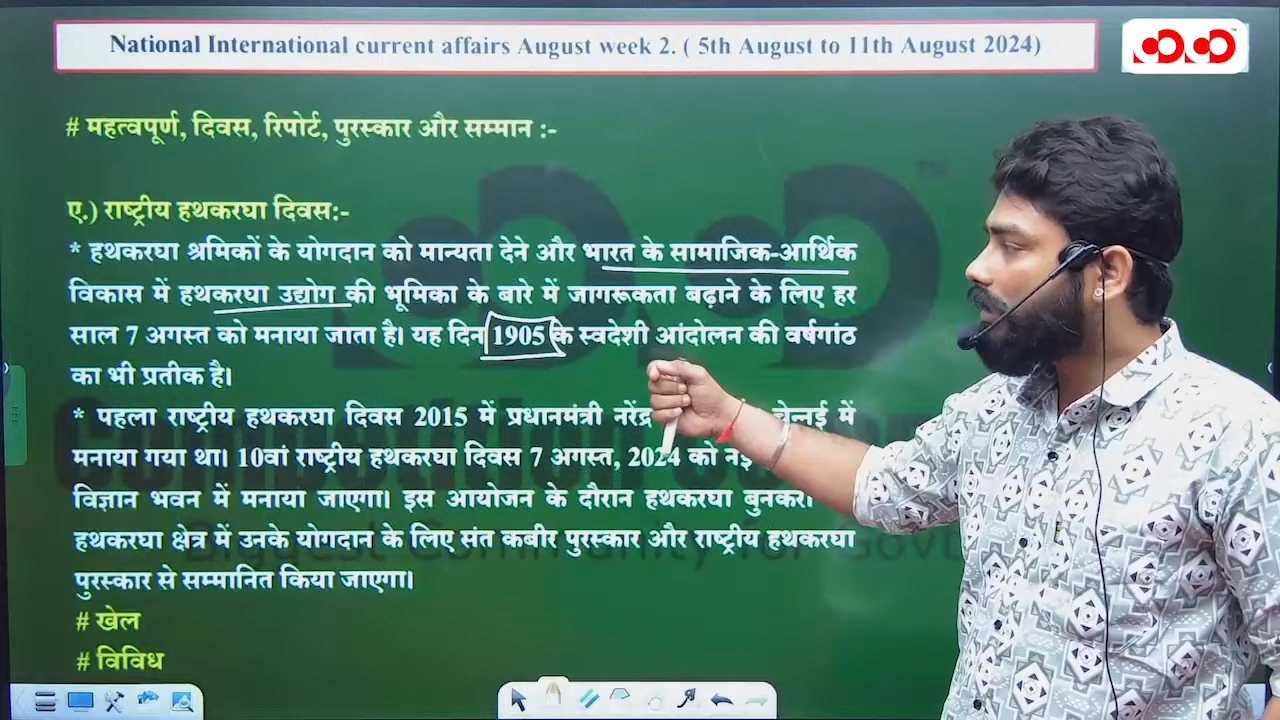 National International current affairs August week 2. ( 5th August to 11th August 2024)
# महत्वपूर्ण, दिवस, रिपोर्ट, पुरस्कार और सम्मान :-
ए.) राष्ट्रीय हथकरघा दिवस:-
* हथकरघा श्रमिकों के योगदान को मान्यता देने और भारत के सामाजिक-आर्थिक
विकास में हथकरघा उद्योग की भूमिका के बारे में जागरूकता बढ़ाने के लिए हर
साल 7 अगस्त को मनाया जाता है। यह दिन 1905 के स्वदेशी आंदोलन की वर्षगांठ
का भी प्रतीक है।
* पहला राष्ट्रीय हथकरघा दिवस 2015 में प्रधानमंत्री नरेंद्र चेन्नई में
मनाया गया था। 10वां राष्ट्रीय हथकरघा दिवस 7 अगस्त, 2024 को
विज्ञान भवन में मनाया जाएगा। इस आयोजन के दौरान हथकरघा
हथकरघा क्षेत्र में उनके योगदान के लिए संत कबीर पुरस्कार और राष्ट्रीय हथकरघा
पुरस्कार से सम्मानित किया जाएगा।
# खेल
# विविध